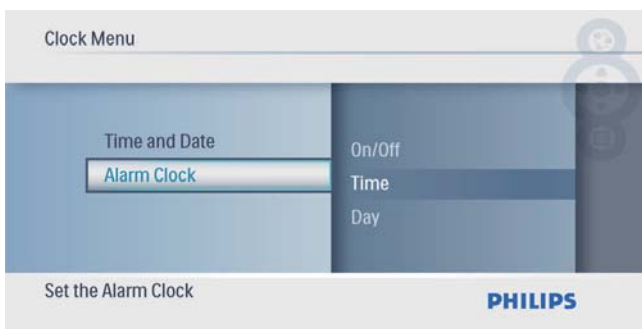 Clock Menu
Time and Date
Alarm Clock
On/Off
Time
Day
Set the Alarm Clock
PHILIPS